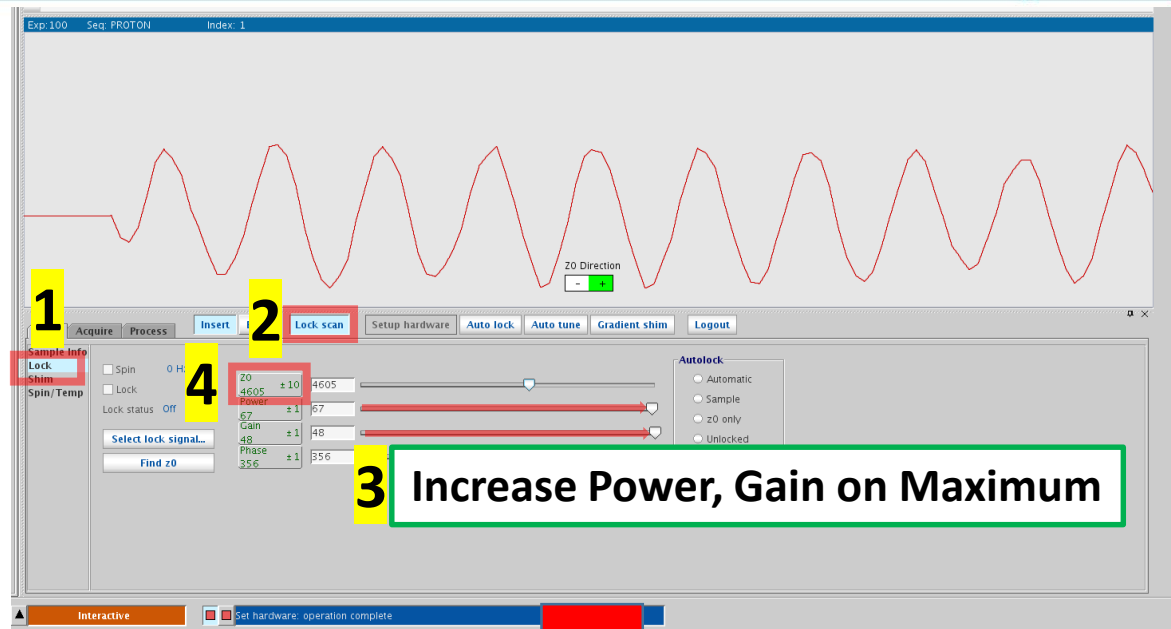 Exp:100 Seq: PROTON Index: 1
Z0 Direction
- +
1
2
Acquire Process Insert Lock scan Setup hardware Auto lock Auto tune Gradient shim Logout
Sample Info
Lock
Shim
Spin/Temp
Spin 0 H
Lock
Lock status Off
Select lock signal...
Find z0
4
Z0
4605 ±10 4605
Power
67 ±1 67
Gain
48 ±1 48
Phase
356 ±1 356
Autolock
Automatic
Sample
z0 only
Unlocked
3 Increase Power, Gain on Maximum
Interactive Set hardware: operation complete